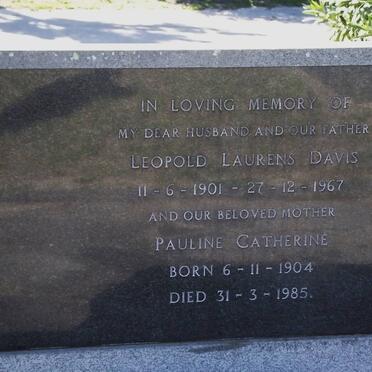 IN LOVING MEMORY OF
MY DEAR HUSBAND AND OUR FATHER
LEOPOLD LAURENS DAVIS
11-6-1901 - 27-12-1967
AND OUR BELOVED MOTHER
PAULINE CATHERINE
BORN 6-11-1904
DIED 31-3-1985.